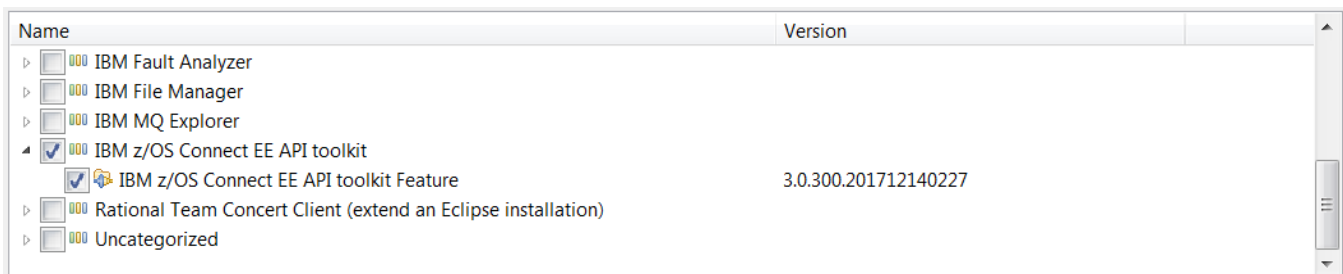 Name Version
IBM Fault Analyzer
IBM File Manager
IBM MQ Explorer
IBM z/OS Connect EE API toolkit
IBM z/OS Connect EE API toolkit Feature 3.0.300.201712140227
Rational Team Concert Client (extend an Eclipse installation)
Uncategorized